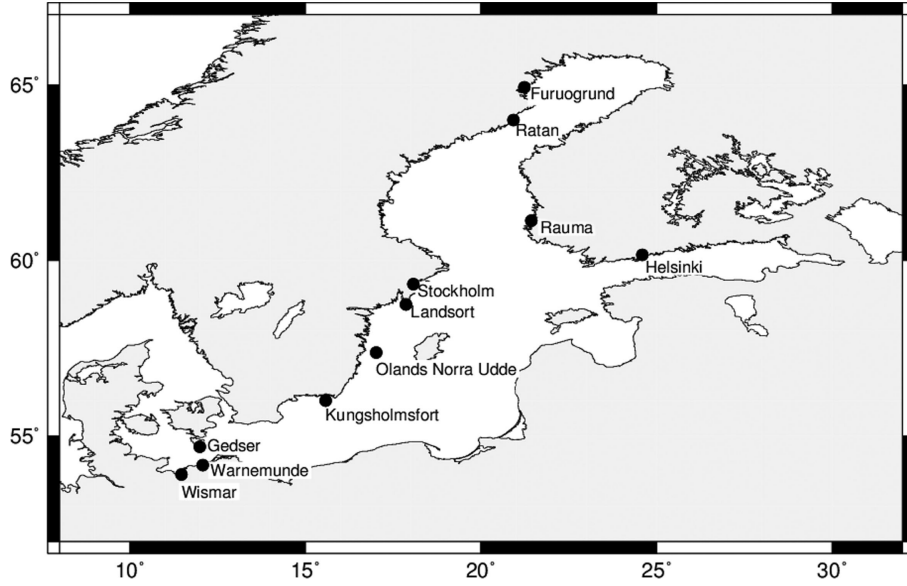 65°
Furuogrund
Ratan
Rauma
60°
Helsinki
Stockholm
Landsort
Olands Norra Udde
Kungsholmsfort
55°
Gedser
Warnemunde
Wismar
10° 15° 20° 25° 30°